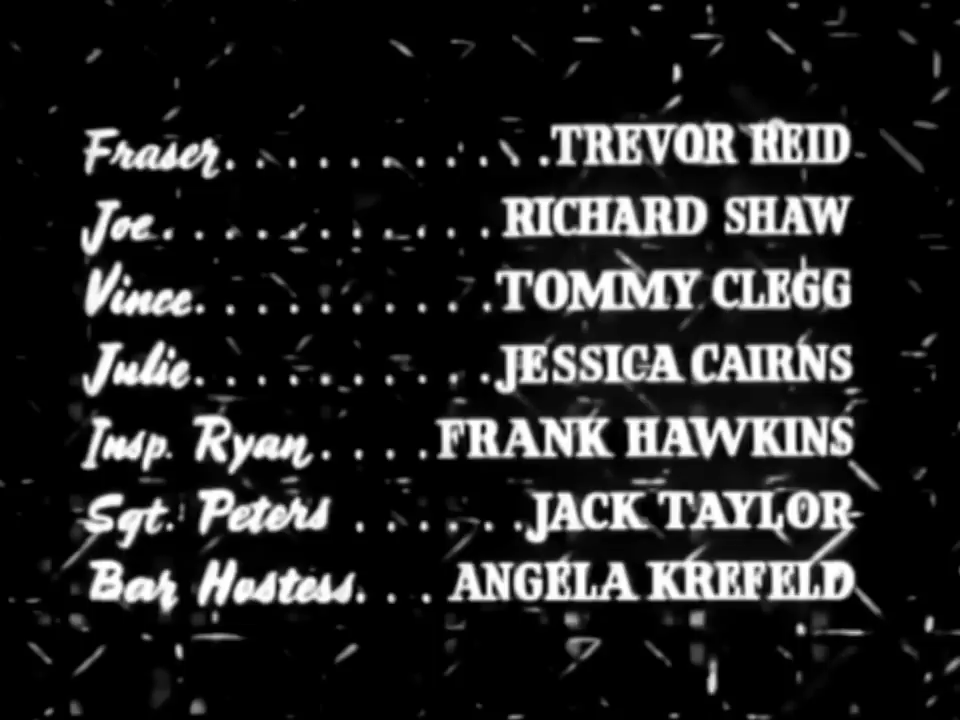 Fraser. . . . . . . . . . .TREVOR REID
Joe. . . . . . . . . . . RICHARD SHAW
Vince. . . . . . . . . .TOMMY CLEGG
Julie. . . . . . . . . .JESSICA CAIRNS
Insp. Ryan. . . . FRANK HAWKINS
Sgt. Peters . . . . . .JACK TAYLOR
Bar Hostess. . . ANGELA KREFELD